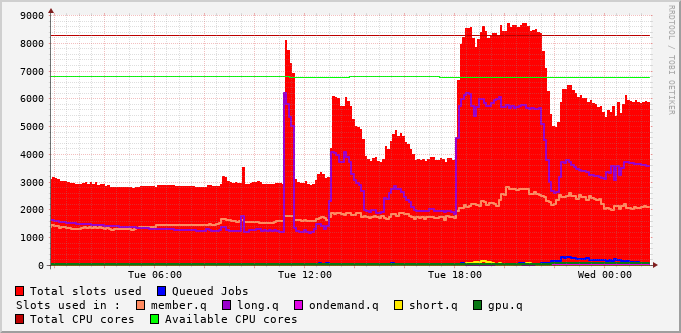 9000
8000
7000
6000
5000
4000
3000
2000
1000
0
Tue 06:00 Tue 12:00 Tue 18:00 Wed 00:00
RRDTOOL / TOBI OETIKER
Total slots used Queued Jobs
Slots used in : member.q long.q ondemand.q short.q gpu.q
Total CPU cores Available CPU cores